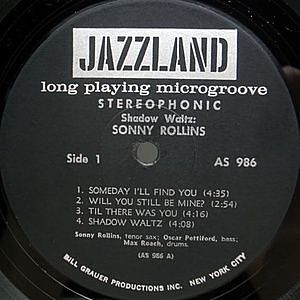 JAZZLAND
long playing microgroove
STEREOPHONIC
Shadow Waltz:
SONNY ROLLINS
Side 1
AS 986
1. SOMEDAY I'LL FIND YOU (4:35)
2. WILL YOU STILL BE MINE? (2:54)
3. TIL THERE WAS YOU (4:16)
4. SHADOW WALTZ (4:08)
Sonny Rollins, tenor sax; Oscar Pettiford, bass;
Max Roach, drums.
(AS 986 A)
BILL GRAUER PRODUCTIONS INC. NEW YORK CITY